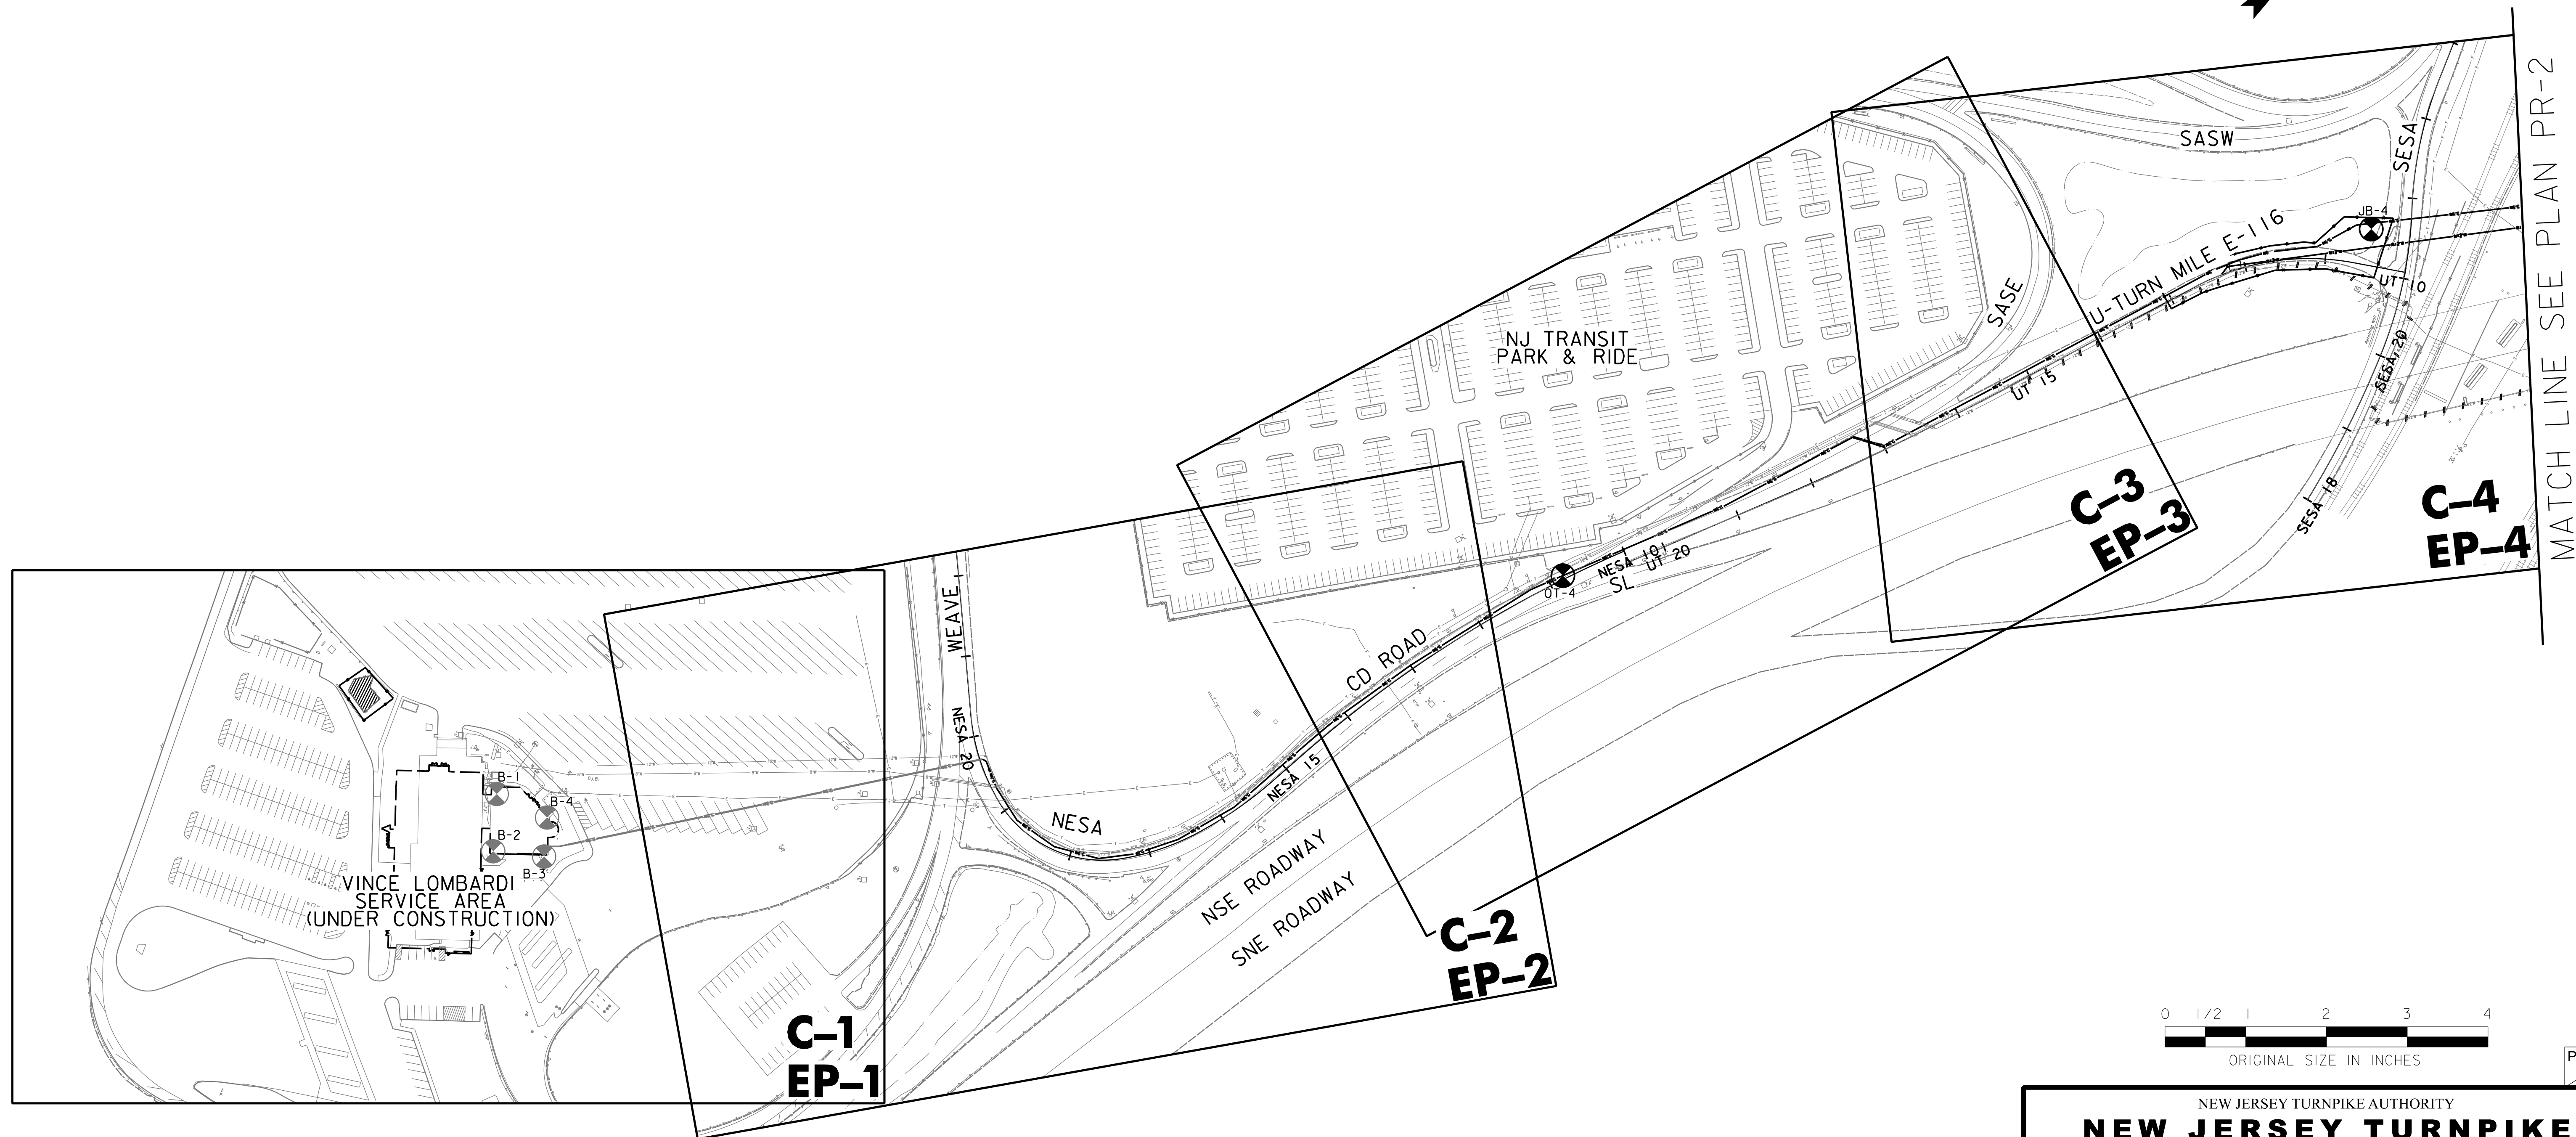 SASW
SESA
MATCH LINE SEE PLAN PR-2
JB-4
U-TURN MILE E-116
UT 10
SASE
NJ TRANSIT
PARK & RIDE
UT 15
SESA 20
SESA 18
C-3
EP-3
C-4
EP-4
NESA 101
UT 20
SL
OT-4
WEAVE
CD ROAD
NESA 20
NESA 15
NESA
B-1
B-4
B-2
B-3
VINCE LOMBARDI
SERVICE AREA
(UNDER CONSTRUCTION)
NSE ROADWAY
SNE ROADWAY
C-2
EP-2
C-1
EP-1
0 1/2 1 2 3 4
ORIGINAL SIZE IN INCHES
P
NEW JERSEY TURNPIKE AUTHORITY
NEW JERSEY TURNPIKE